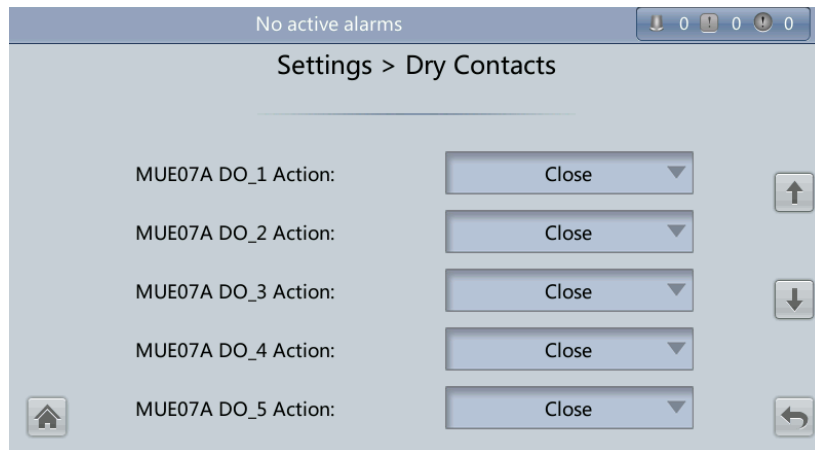 No active alarms 0 0 0
Settings > Dry Contacts
MUE07A DO_1 Action: Close
MUE07A DO_2 Action: Close
MUE07A DO_3 Action: Close
MUE07A DO_4 Action: Close
MUE07A DO_5 Action: Close